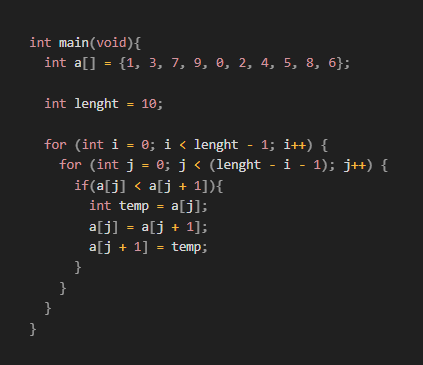 int main(void){
int a[] = {1, 3, 7, 9, 0, 2, 4, 5, 8, 6};
int lenght = 10;
for (int i = 0; i < lenght - 1; i++) {
for (int j = 0; j < (lenght - i - 1); j++) {
if(a[j] < a[j + 1]){
int temp = a[j];
a[j] = a[j + 1];
a[j + 1] = temp;
}
}
}
}